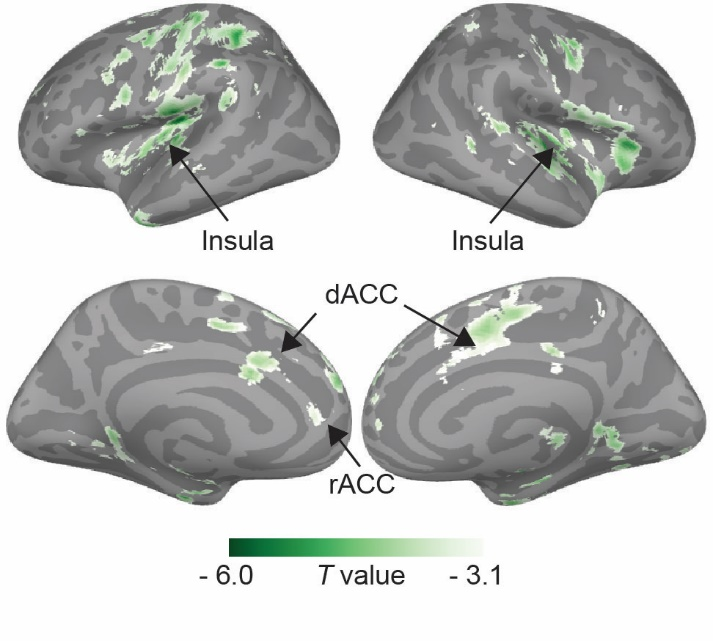 Insula
Insula
dACC
rACC
- 6.0 T value - 3.1